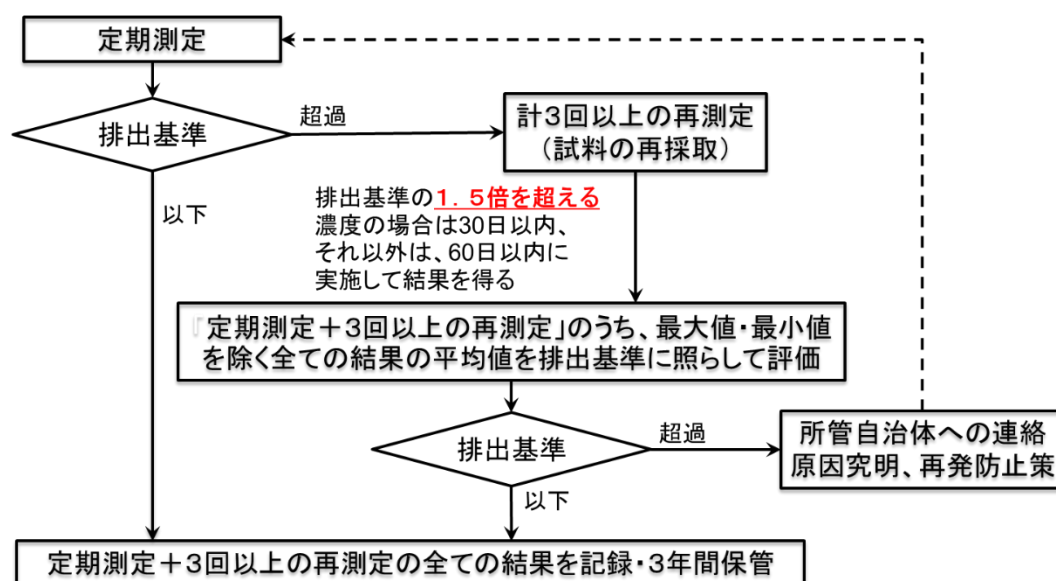 定期測定
排出基準
超過
計3回以上の再測定
(試料の再採取)
以下
排出基準の1．5倍を超える
濃度の場合は30日以内、
それ以外は、60日以内に
実施して結果を得る
「定期測定＋3回以上の再測定」のうち、最大値・最小値
を除く全ての結果の平均値を排出基準に照らして評価
排出基準
超過
所管自治体への連絡
原因究明、再発防止策
以下
定期測定＋3回以上の再測定の全ての結果を記録・3年間保管